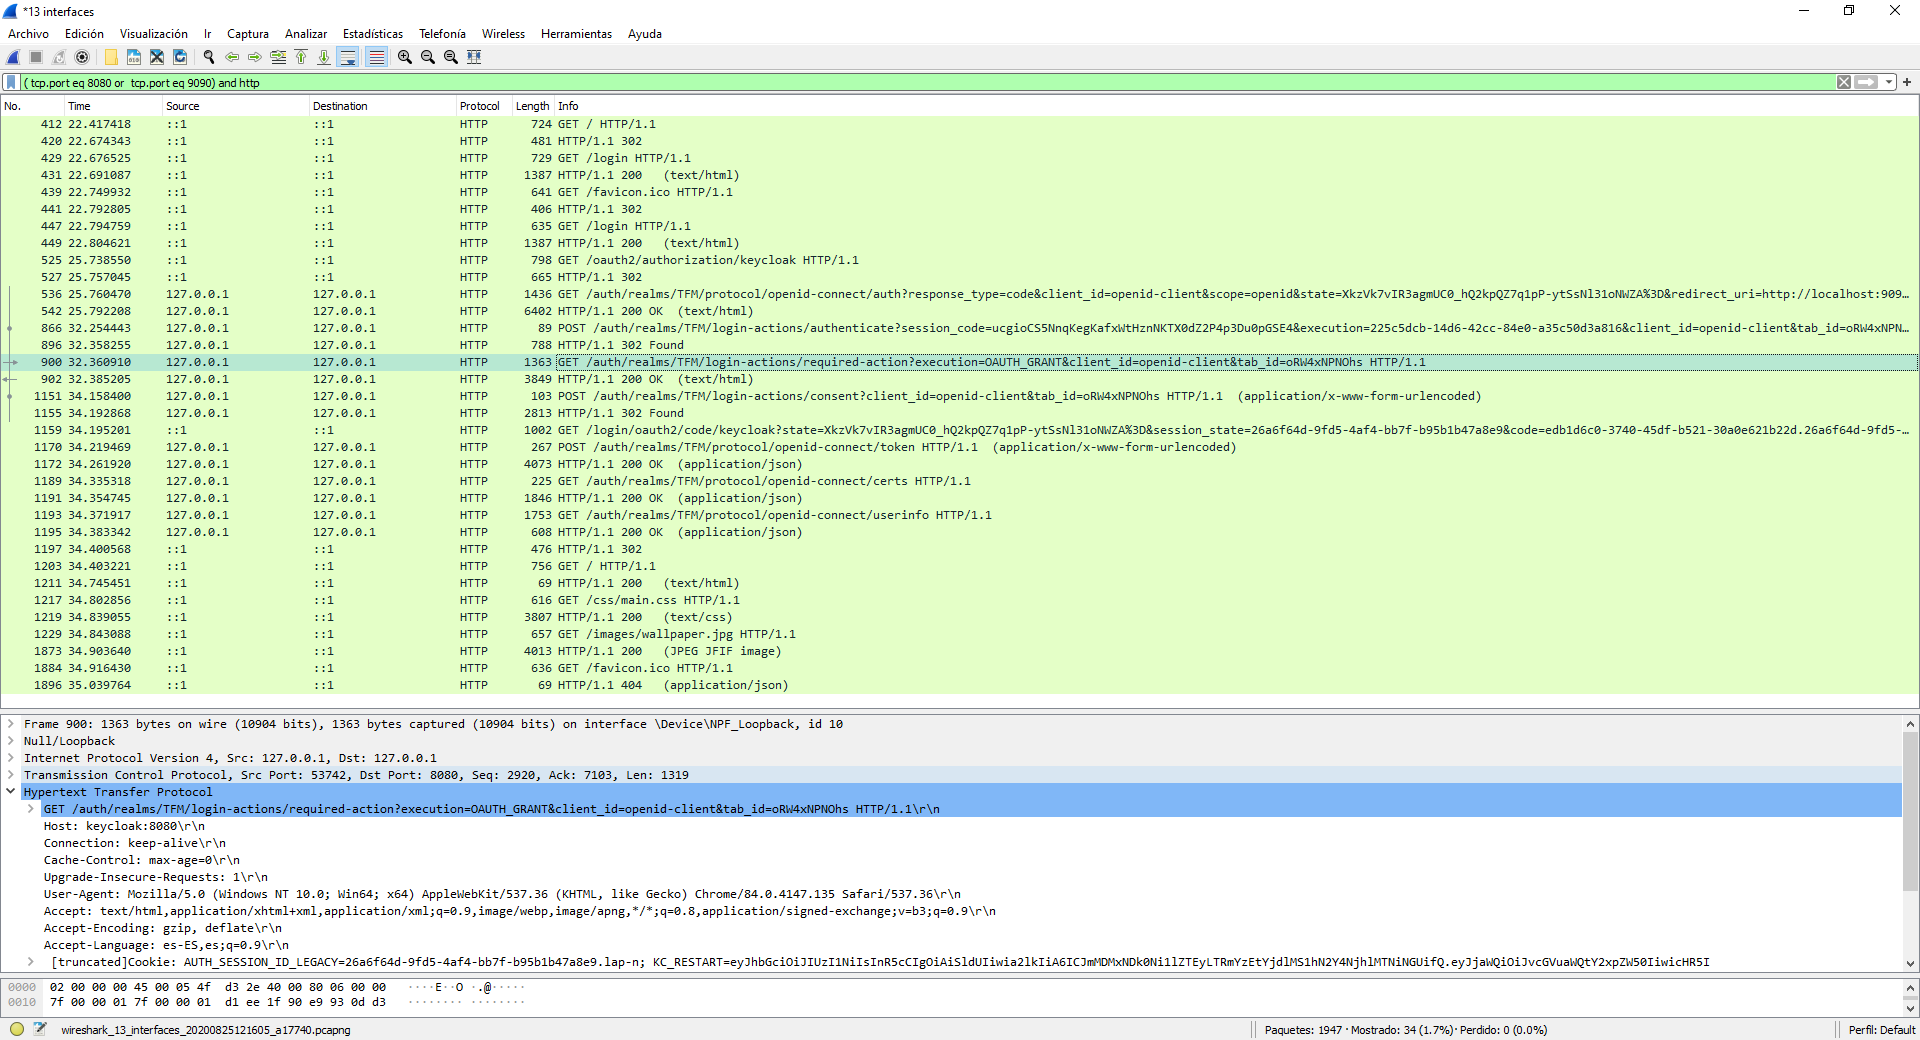 *13 interfaces
Archivo Edición Visualización Ir Captura Analizar Estadísticas Telefonía Wireless Herramientas Ayuda
( tcp.port eq 8080 or tcp.port eq 9090) and http
No. Time Source Destination Protocol Length Info
412 22.417418 ::1 ::1 HTTP 724 GET / HTTP/1.1
420 22.674343 ::1 ::1 HTTP 481 HTTP/1.1 302
429 22.676525 ::1 ::1 HTTP 729 GET /login HTTP/1.1
431 22.691087 ::1 ::1 HTTP 1387 HTTP/1.1 200 (text/html)
439 22.749932 ::1 ::1 HTTP 641 GET /favicon.ico HTTP/1.1
441 22.792805 ::1 ::1 HTTP 406 HTTP/1.1 302
447 22.794759 ::1 ::1 HTTP 635 GET /login HTTP/1.1
449 22.804621 ::1 ::1 HTTP 1387 HTTP/1.1 200 (text/html)
525 25.738550 ::1 ::1 HTTP 798 GET /oauth2/authorization/keycloak HTTP/1.1
527 25.757045 ::1 ::1 HTTP 665 HTTP/1.1 302
536 25.760470 127.0.0.1 127.0.0.1 HTTP 1436 GET /auth/realms/TFM/protocol/openid-connect/auth?response_type=code&client_id=openid-client&scope=openid&state=XkzVk7vIR3agmUC0_hQ2kpQZ7q1pP-ytSsNl31oNWZA%3D&redirect_uri=http://localhost:909…
542 25.792208 127.0.0.1 127.0.0.1 HTTP 6402 HTTP/1.1 200 OK (text/html)
866 32.254443 127.0.0.1 127.0.0.1 HTTP 89 POST /auth/realms/TFM/login-actions/authenticate?session_code=ucgioCS5NnqKegKafxWtHznNKTX0dZ2P4p3Du0pGSE4&execution=225c5dcb-14d6-42cc-84e0-a35c50d3a816&client_id=openid-client&tab_id=oRW4xNPN…
896 32.358255 127.0.0.1 127.0.0.1 HTTP 788 HTTP/1.1 302 Found
900 32.360910 127.0.0.1 127.0.0.1 HTTP 1363 GET /auth/realms/TFM/login-actions/required-action?execution=OAUTH_GRANT&client_id=openid-client&tab_id=oRW4xNPNOhs HTTP/1.1
902 32.385205 127.0.0.1 127.0.0.1 HTTP 3849 HTTP/1.1 200 OK (text/html)
1151 34.158400 127.0.0.1 127.0.0.1 HTTP 103 POST /auth/realms/TFM/login-actions/consent?client_id=openid-client&tab_id=oRW4xNPNOhs HTTP/1.1 (application/x-www-form-urlencoded)
1155 34.192868 127.0.0.1 127.0.0.1 HTTP 2813 HTTP/1.1 302 Found
1159 34.195201 ::1 ::1 HTTP 1002 GET /login/oauth2/code/keycloak?state=XkzVk7vIR3agmUC0_hQ2kpQZ7q1pP-ytSsNl31oNWZA%3D&session_state=26a6f64d-9fd5-4af4-bb7f-b95b1b47a8e9&code=edb1d6c0-3740-45df-b521-30a0e621b22d.26a6f64d-9fd5-…
1170 34.219469 127.0.0.1 127.0.0.1 HTTP 267 POST /auth/realms/TFM/protocol/openid-connect/token HTTP/1.1 (application/x-www-form-urlencoded)
1172 34.261920 127.0.0.1 127.0.0.1 HTTP 4073 HTTP/1.1 200 OK (application/json)
1189 34.335318 127.0.0.1 127.0.0.1 HTTP 225 GET /auth/realms/TFM/protocol/openid-connect/certs HTTP/1.1
1191 34.354745 127.0.0.1 127.0.0.1 HTTP 1846 HTTP/1.1 200 OK (application/json)
1193 34.371917 127.0.0.1 127.0.0.1 HTTP 1753 GET /auth/realms/TFM/protocol/openid-connect/userinfo HTTP/1.1
1195 34.383342 127.0.0.1 127.0.0.1 HTTP 608 HTTP/1.1 200 OK (application/json)
1197 34.400568 ::1 ::1 HTTP 476 HTTP/1.1 302
1203 34.403221 ::1 ::1 HTTP 756 GET / HTTP/1.1
1211 34.745451 ::1 ::1 HTTP 69 HTTP/1.1 200 (text/html)
1217 34.802856 ::1 ::1 HTTP 616 GET /css/main.css HTTP/1.1
1219 34.839055 ::1 ::1 HTTP 3807 HTTP/1.1 200 (text/css)
1229 34.843088 ::1 ::1 HTTP 657 GET /images/wallpaper.jpg HTTP/1.1
1873 34.903640 ::1 ::1 HTTP 4013 HTTP/1.1 200 (JPEG JFIF image)
1884 34.916430 ::1 ::1 HTTP 636 GET /favicon.ico HTTP/1.1
1896 35.039764 ::1 ::1 HTTP 69 HTTP/1.1 404 (application/json)
Frame 900: 1363 bytes on wire (10904 bits), 1363 bytes captured (10904 bits) on interface \Device\NPF_Loopback, id 10
Null/Loopback
Internet Protocol Version 4, Src: 127.0.0.1, Dst: 127.0.0.1
Transmission Control Protocol, Src Port: 53742, Dst Port: 8080, Seq: 2920, Ack: 7103, Len: 1319
Hypertext Transfer Protocol
GET /auth/realms/TFM/login-actions/required-action?execution=OAUTH_GRANT&client_id=openid-client&tab_id=oRW4xNPNOhs HTTP/1.1\r\n
Host: keycloak:8080\r\n
Connection: keep-alive\r\n
Cache-Control: max-age=0\r\n
Upgrade-Insecure-Requests: 1\r\n
User-Agent: Mozilla/5.0 (Windows NT 10.0; Win64; x64) AppleWebKit/537.36 (KHTML, like Gecko) Chrome/84.0.4147.135 Safari/537.36\r\n
Accept: text/html,application/xhtml+xml,application/xml;q=0.9,image/webp,image/apng,*/*;q=0.8,application/signed-exchange;v=b3;q=0.9\r\n
Accept-Encoding: gzip, deflate\r\n
Accept-Language: es-ES,es;q=0.9\r\n
[truncated]Cookie: AUTH_SESSION_ID_LEGACY=26a6f64d-9fd5-4af4-bb7f-b95b1b47a8e9.lap-n; KC_RESTART=eyJhbGciOiJIUzI1NiIsInR5cCIgOiAiSldUIiwia2lkIiA6ICJmMDMxNDk0Ni1lZTEyLTRmYzEtYjdlMS1hN2Y4NjhlMTNiNGUifQ.eyJjaWQiOiJvcGVuaWQtY2xpZW50IiwicHR5I
0000 02 00 00 00 45 00 05 4f d3 2e 40 00 80 06 00 00 ····E··O ·.@·····
0010 7f 00 00 01 7f 00 00 01 d1 ee 1f 90 e9 93 0d d3 ········ ········
wireshark_13_interfaces_20200825121605_a17740.pcapng Paquetes: 1947 · Mostrado: 34 (1.7%) · Perdido: 0 (0.0%) Perfil: Default